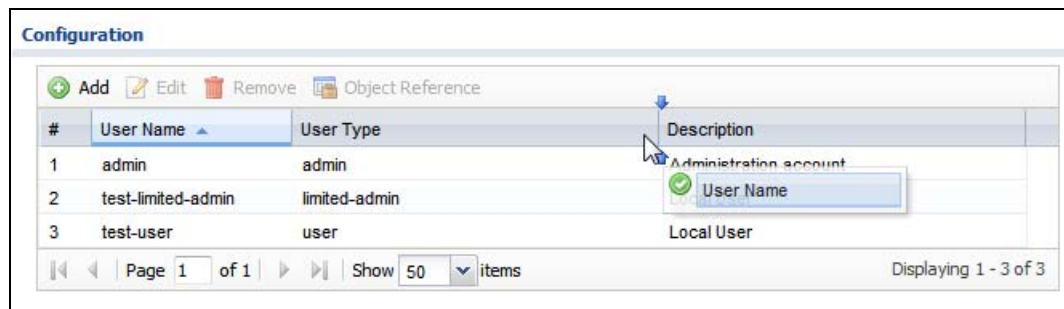 Configuration
Add Edit Remove Object Reference
# User Name User Type Description
1 admin admin Administration account
User Name
2 test-limited-admin limited-admin Local User
3 test-user user Local User
Page 1 of 1 Show 50 items Displaying 1 - 3 of 3